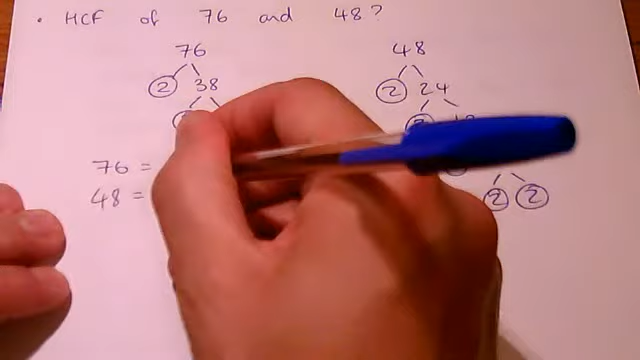 • HCF of 76 and 48?
76 48
2 38 2 24
76 =
48 = 2 2